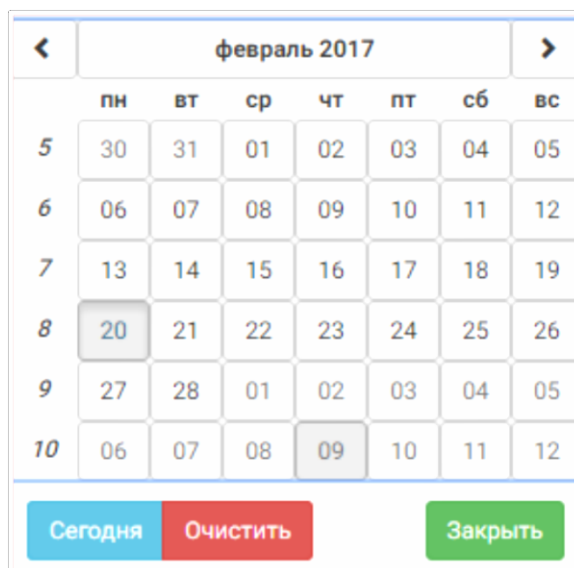 февраль 2017
пн вт ср чт пт сб вс
5 30 31 01 02 03 04 05
6 06 07 08 09 10 11 12
7 13 14 15 16 17 18 19
8 20 21 22 23 24 25 26
9 27 28 01 02 03 04 05
10 06 07 08 09 10 11 12
Сегодня Очистить Закрыть